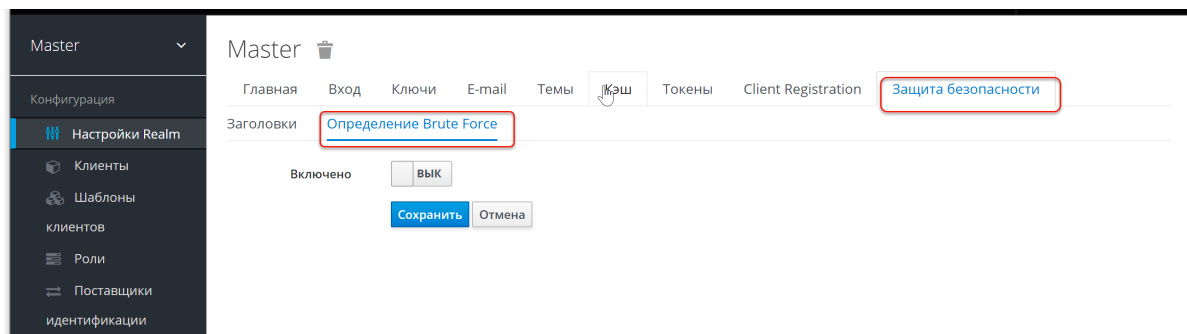 Master
Master
Главная Вход Ключи E-mail Темы Кэш Токены Client Registration Защита безопасности
Конфигурация
Заголовки Определение Brute Force
Настройки Realm
Клиенты
Включено ВЫК
Шаблоны
клиентов
Сохранить Отмена
Роли
Поставщики
идентификации